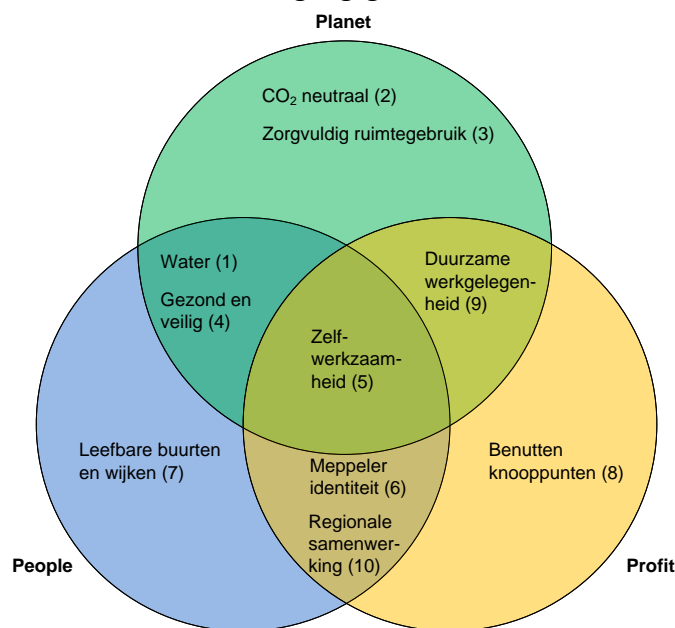 Planet
CO₂ neutraal (2)
Zorgvuldig ruimtegebruik (3)
Water (1)
Gezond en
veilig (4)
Duurzame
werkgelegen-
heid (9)
Zelf-
werkzaam-
heid (5)
Leefbare buurten
en wijken (7)
Meppeler
identiteit (6)
Regionale
samenwer-
king (10)
Benutten
knooppunten (8)
People
Profit